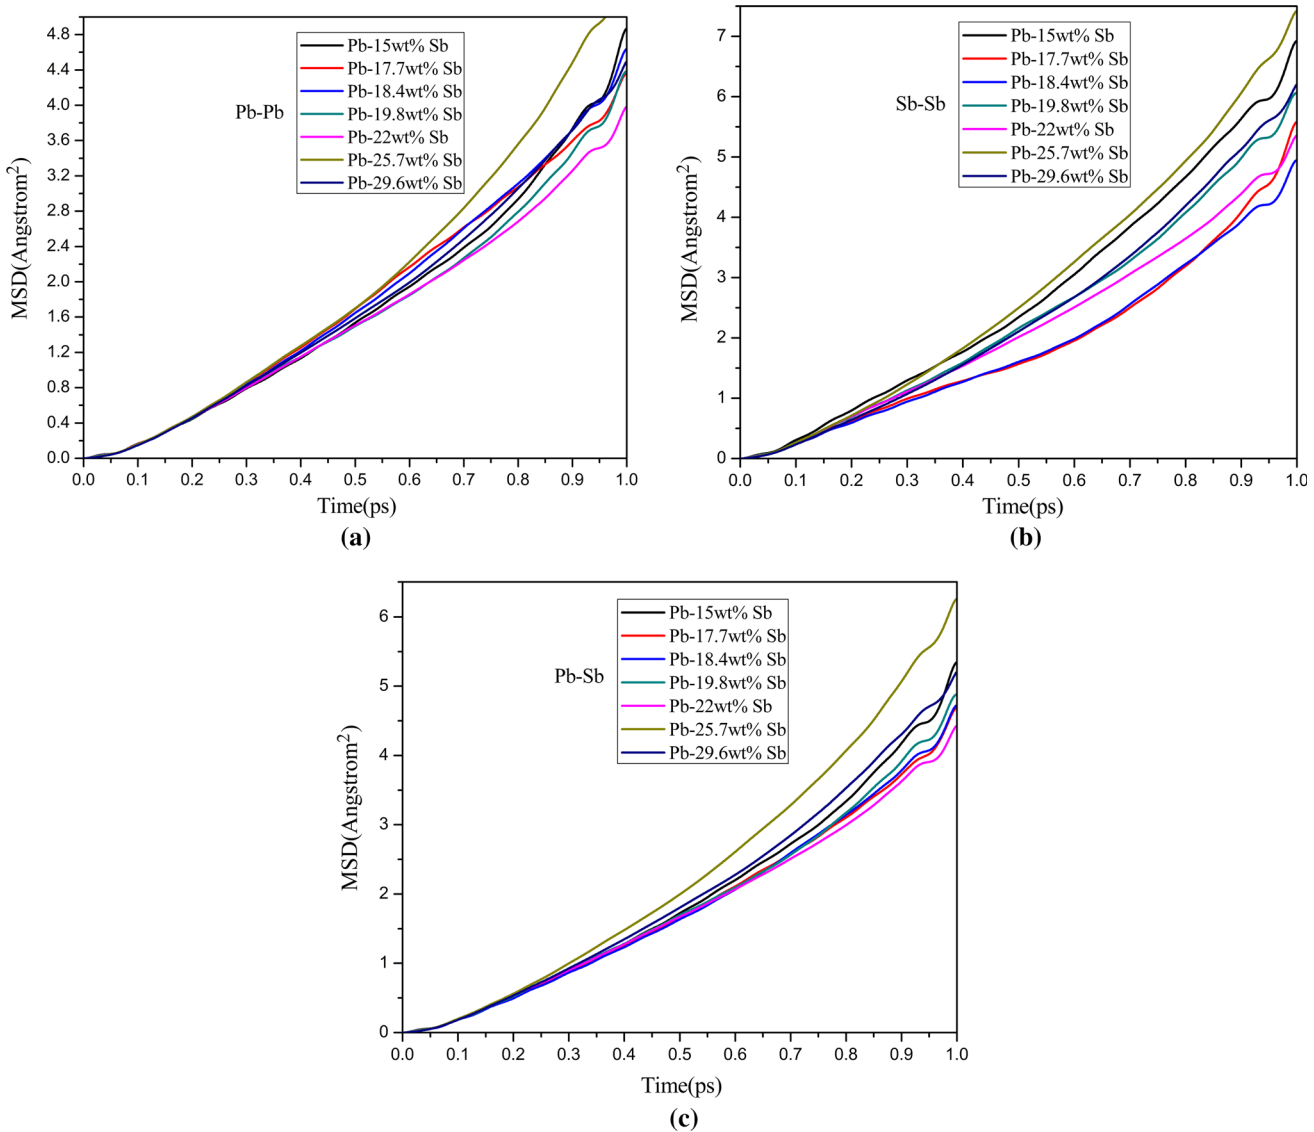 4.8
4.4
4.0
3.6
3.2
2.8
2.4
2.0
1.6
1.2
0.8
0.4
0.0
MSD(Angstrom²)
Pb-Pb
Pb-15wt% Sb
Pb-17.7wt% Sb
Pb-18.4wt% Sb
Pb-19.8wt% Sb
Pb-22wt% Sb
Pb-25.7wt% Sb
Pb-29.6wt% Sb
0.0 0.1 0.2 0.3 0.4 0.5 0.6 0.7 0.8 0.9 1.0
Time(ps)
(a)
7
6
5
4
3
2
1
0
MSD(Angstrom²)
Sb-Sb
Pb-15wt% Sb
Pb-17.7wt% Sb
Pb-18.4wt% Sb
Pb-19.8wt% Sb
Pb-22wt% Sb
Pb-25.7wt% Sb
Pb-29.6wt% Sb
0.0 0.1 0.2 0.3 0.4 0.5 0.6 0.7 0.8 0.9 1.0
Time(ps)
(b)
6
5
4
3
2
1
0
MSD(Angstrom²)
Pb-Sb
Pb-15wt% Sb
Pb-17.7wt% Sb
Pb-18.4wt% Sb
Pb-19.8wt% Sb
Pb-22wt% Sb
Pb-25.7wt% Sb
Pb-29.6wt% Sb
0.0 0.1 0.2 0.3 0.4 0.5 0.6 0.7 0.8 0.9 1.0
Time(ps)
(c)